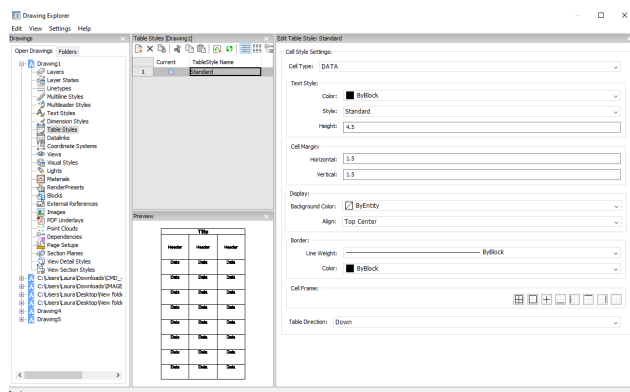 Drawing Explorer
Edit View Settings Help
Drawings
Open Drawings Folders
Drawing1
Layers
Layer States
Linetypes
Multiline Styles
Multileader Styles
Text Styles
Dimension Styles
Table Styles
Datalinks
Coordinate Systems
Views
Visual Styles
Lights
Materials
RenderPresets
Blocks
External References
Images
PDF Underlays
Point Clouds
Dependencies
Page Setups
Section Planes
View Detail Styles
View Section Styles
C:\Users\Laura\Downloads\CMD_-
C:\Users\Laura\Downloads\IMAGE
C:\Users\Laura\Desktop\New folde
C:\Users\Laura\Desktop\New folde
Drawing4
Drawing5
Table Styles [Drawing1]
Current TableStyle Name
1 Standard
Preview
Title
Header Header Header
Data Data Data
Data Data Data
Data Data Data
Data Data Data
Data Data Data
Data Data Data
Data Data Data
Data Data Data
Edit Table Style: Standard
Cell Style Settings:
Cell Type: DATA
Text Style:
Color: ByBlock
Style: Standard
Height: 4.5
Cell Margin:
Horizontal: 1.5
Vertical: 1.5
Display:
Background Color: ByEntity
Align: Top Center
Border:
Line Weight: ByBlock
Color: ByBlock
Cell Frame:
Table Direction: Down